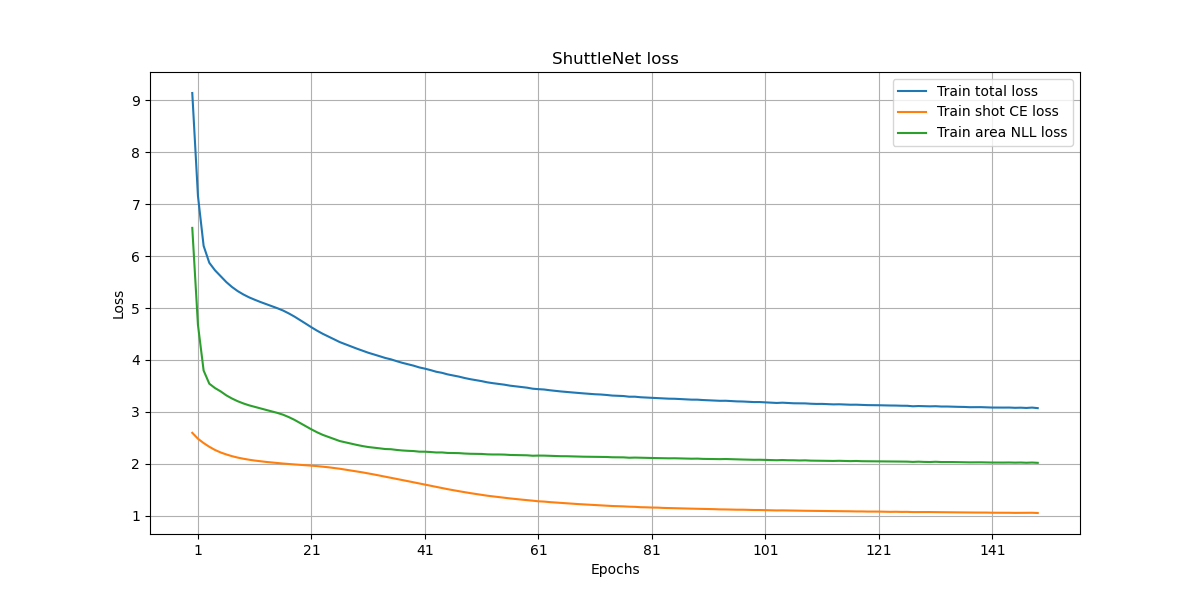 ShuttleNet loss
Train total loss
Train shot CE loss
Train area NLL loss
9
8
7
6
5
4
3
2
1
Loss
1 21 41 61 81 101 121 141
Epochs